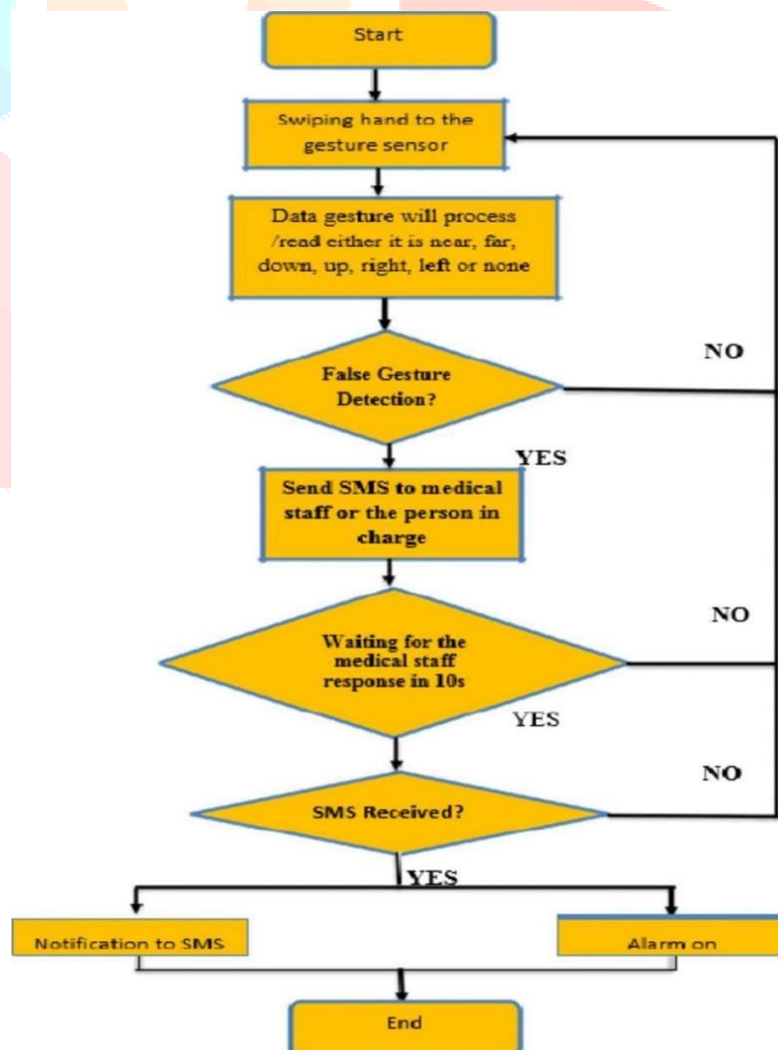 Start
Swiping hand to the
gesture sensor
Data gesture will process
/read either it is near, far,
down, up, right, left or none
NO
False Gesture
Detection?
YES
Send SMS to medical
staff or the person in
charge
NO
Waiting for the
medical staff
response in 10s
YES
NO
SMS Received?
YES
Notification to SMS
Alarm on
End